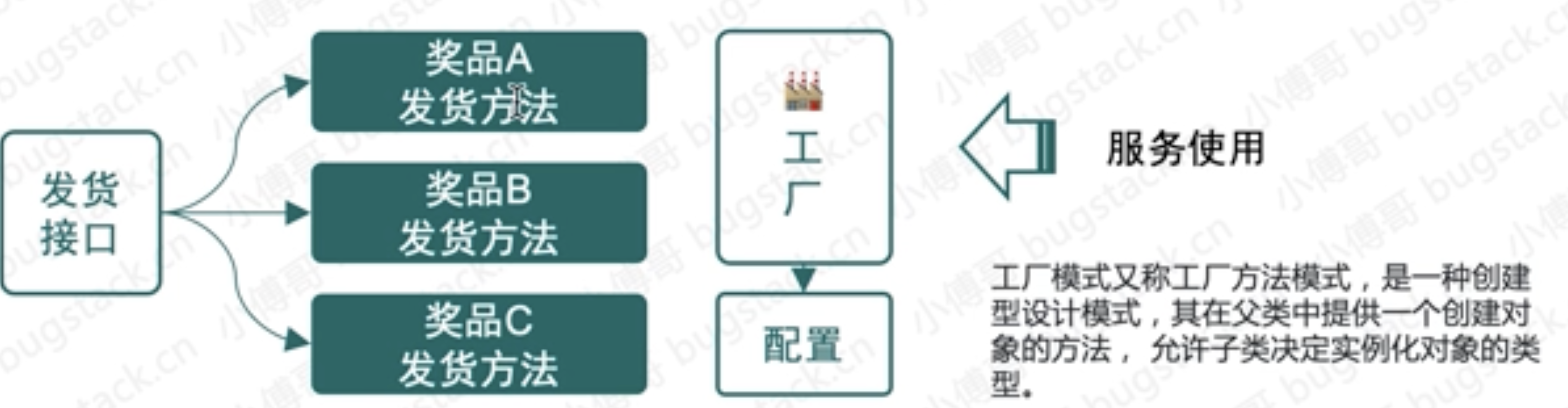 发货
接口
奖品A
发货方法
奖品B
发货方法
奖品C
发货方法
工
厂
配置
服务使用
工厂模式又称工厂方法模式，是一种创建
型设计模式，其在父类中提供一个创建对
象的方法， 允许子类决定实例化对象的类
型。
小傅哥 bugstack.cn